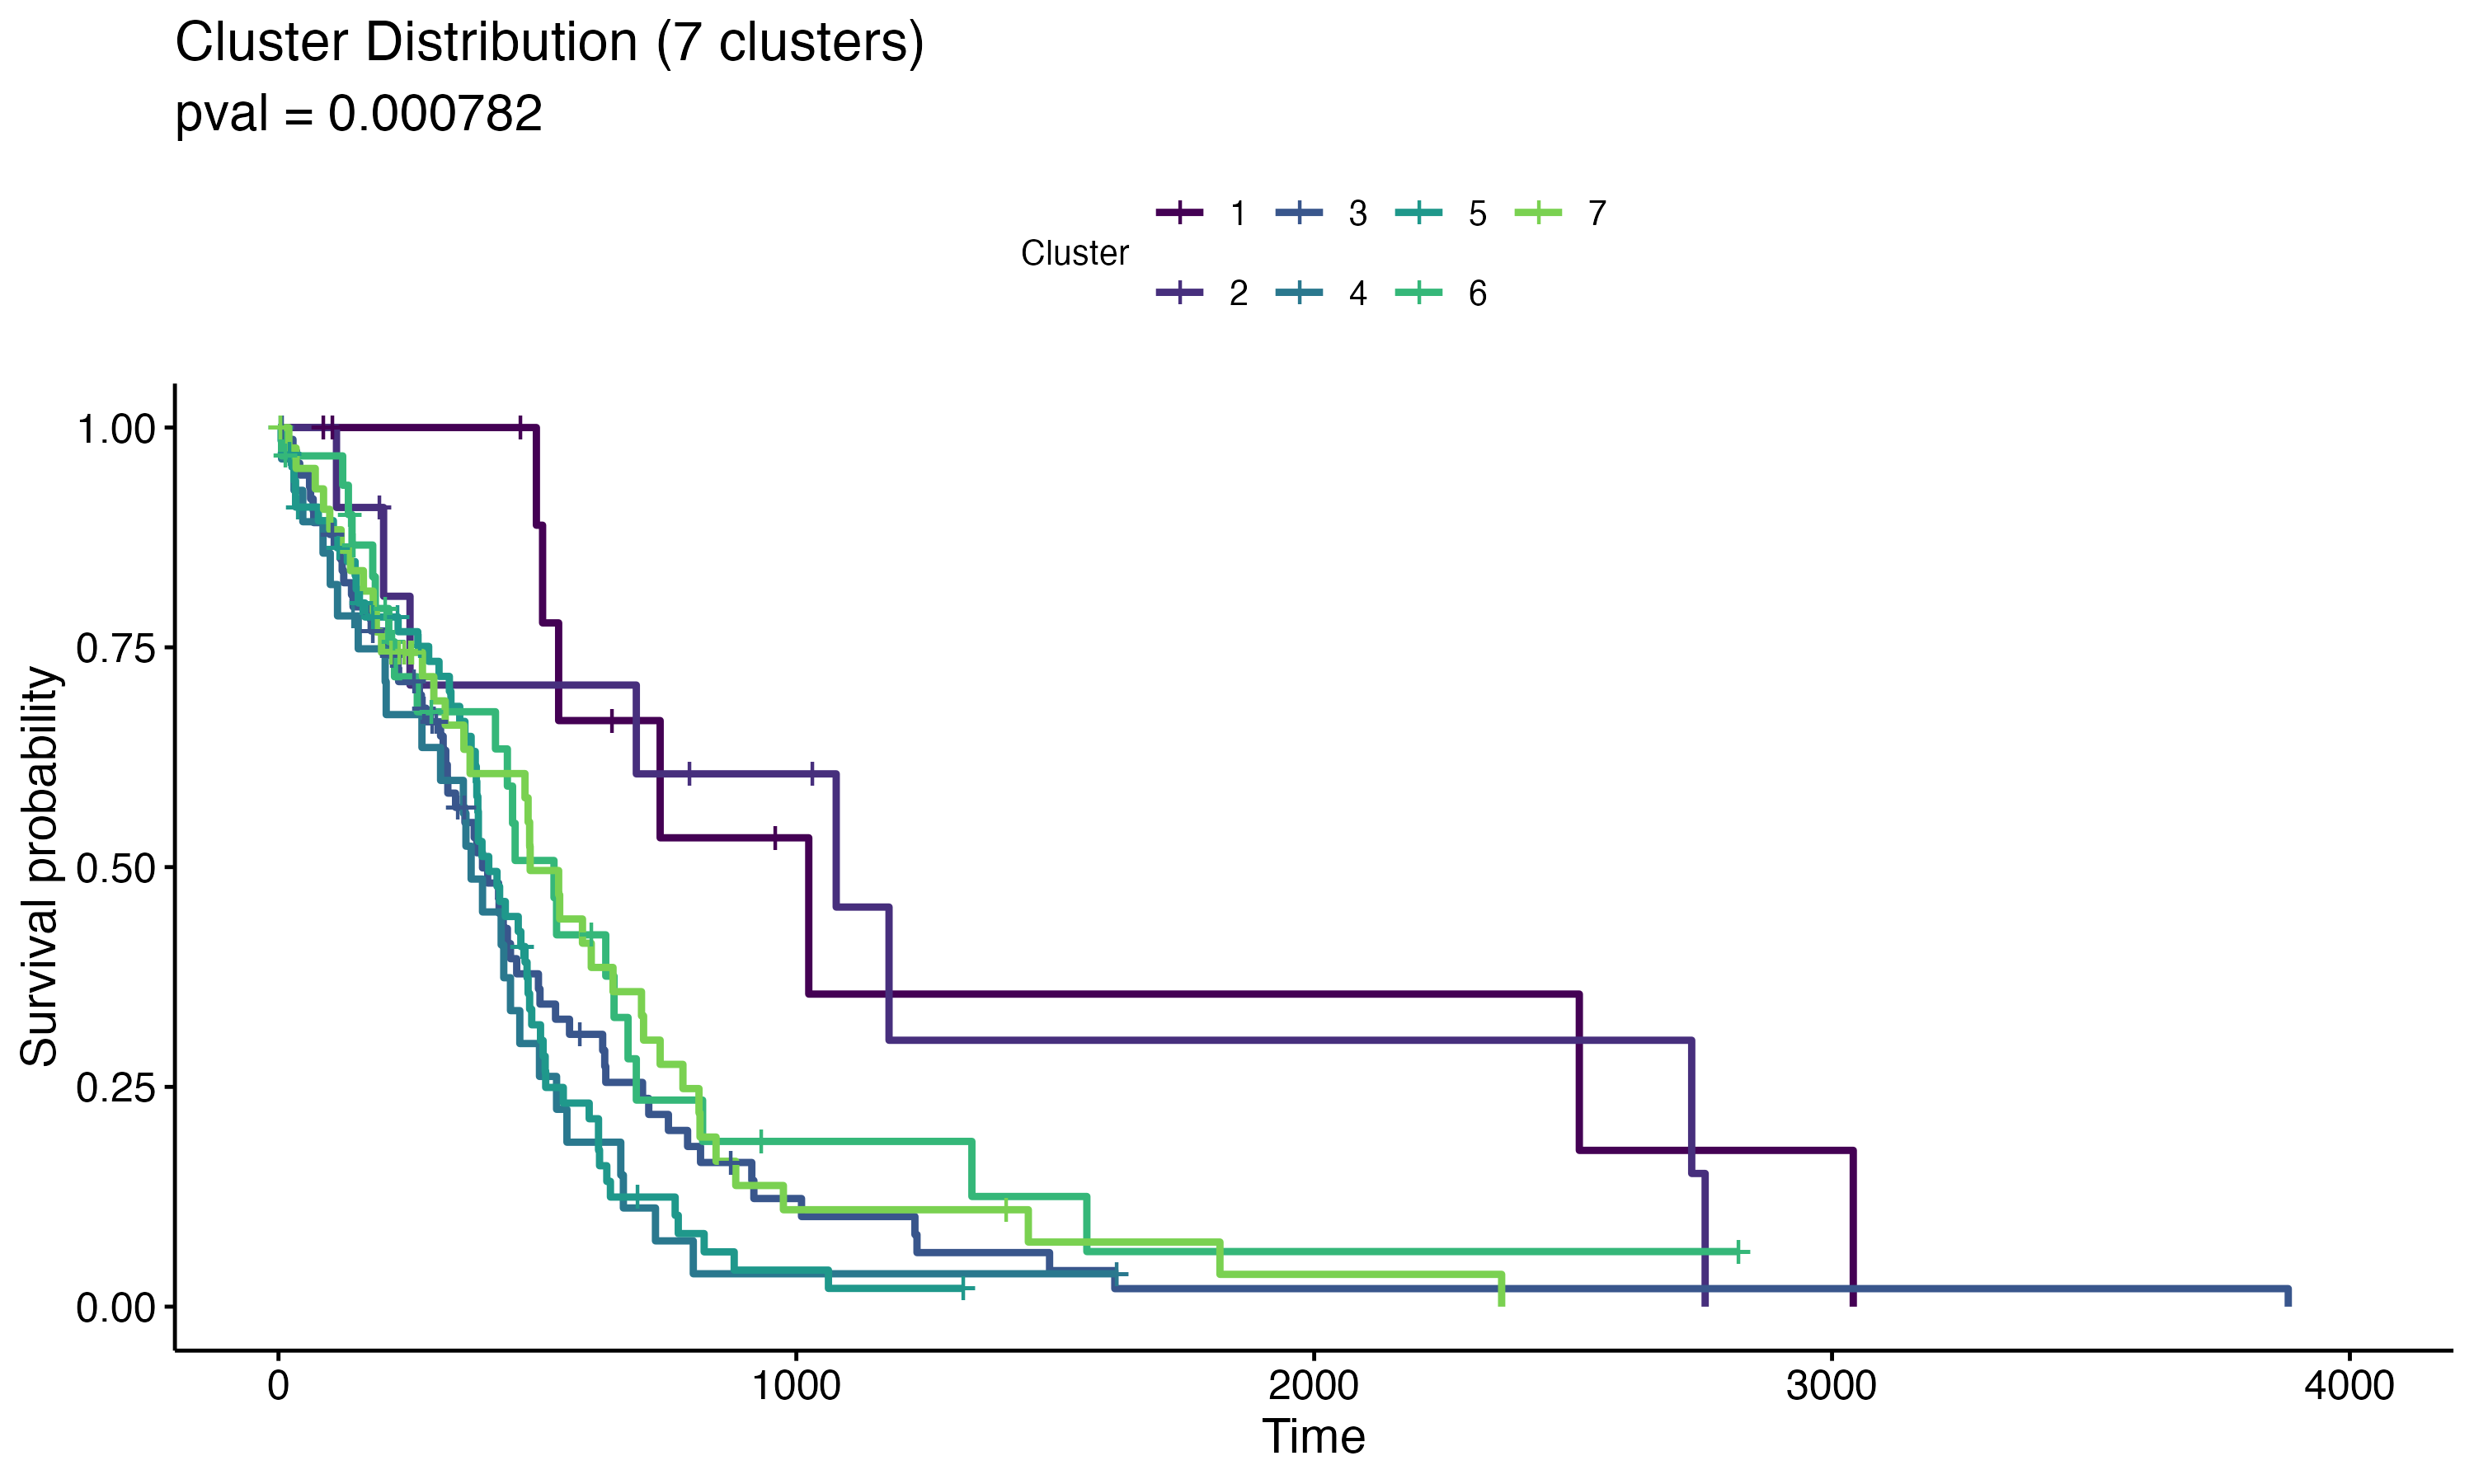 Cluster Distribution (7 clusters)
pval = 0.000782
1 3 5 7
Cluster
2 4 6
1.00
0.75
0.50
0.25
0.00
Survival probability
0 1000 2000 3000 4000
Time